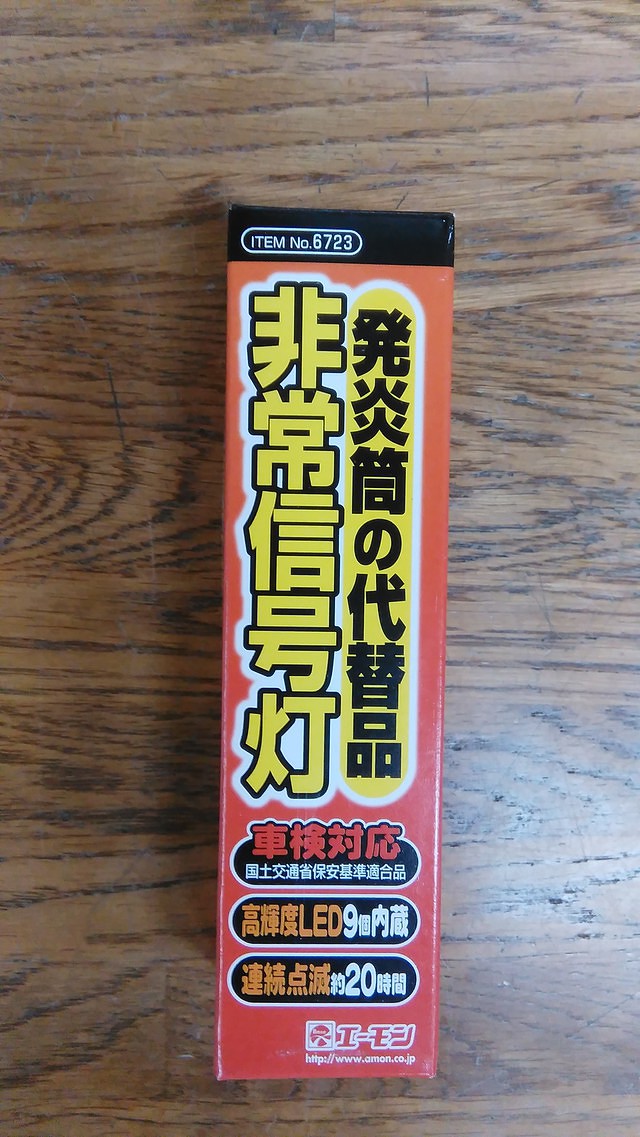 ITEM No.6723
発炎筒の代替品
非常信号灯
車検対応
国土交通省保安基準適合品
高輝度LED9個内蔵
連続点滅約20時間
エーモン
http://www.amon.co.jp